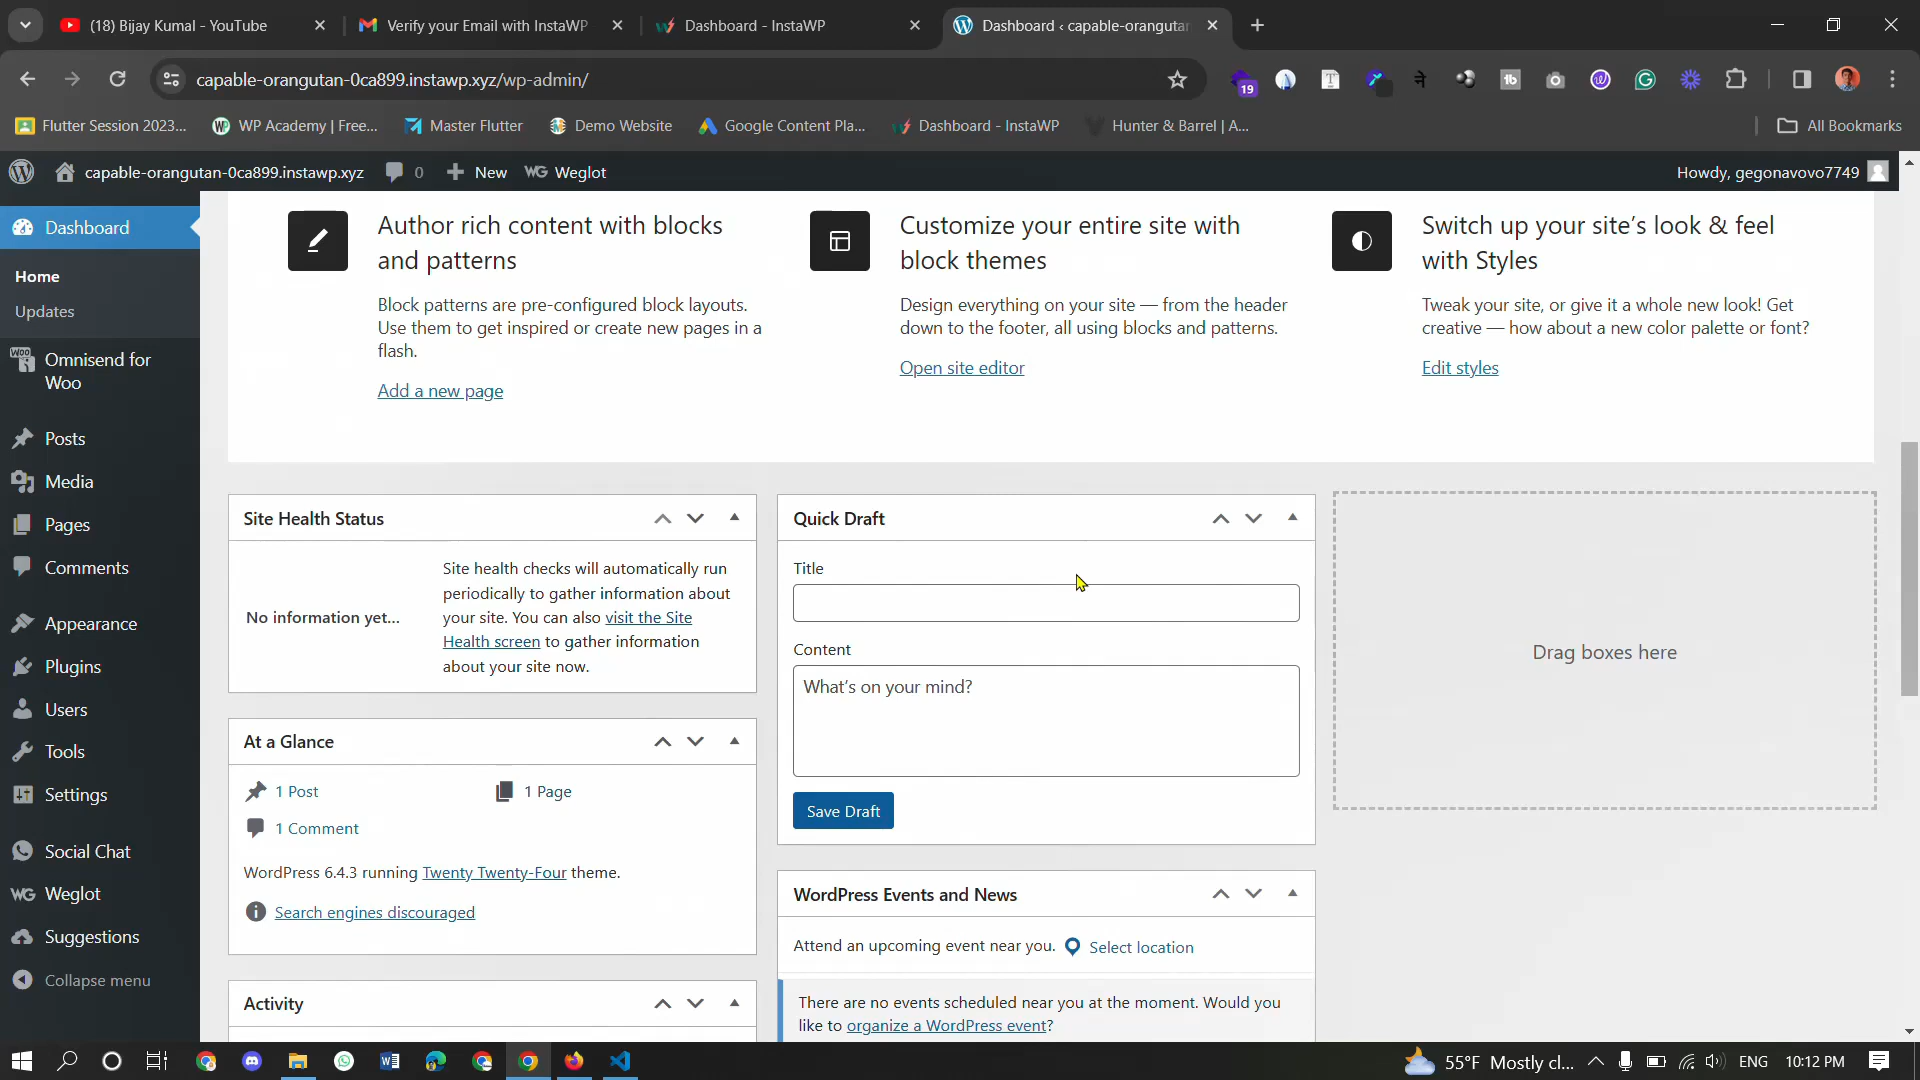 (18) Bijay Kumal - YouTube
Verify your Email with InstaWP
Dashboard - InstaWP
Dashboard ‹ capable-orangutan
capable-orangutan-0ca899.instawp.xyz/wp-admin/
19
Flutter Session 2023...
WP Academy | Free...
Master Flutter
Demo Website
Google Content Pla...
Dashboard - InstaWP
Hunter & Barrel | A...
All Bookmarks
capable-orangutan-0ca899.instawp.xyz
0
New
WG Weglot
Howdy, gegonavovo7749
Dashboard
Home
Updates
Omnisend for
Woo
Posts
Media
Pages
Comments
Appearance
Plugins
Users
Tools
Settings
Social Chat
WG Weglot
Suggestions
Collapse menu
Author rich content with blocks
and patterns
Block patterns are pre-configured block layouts.
Use them to get inspired or create new pages in a
flash.
Add a new page
Customize your entire site with
block themes
Design everything on your site — from the header
down to the footer, all using blocks and patterns.
Open site editor
Switch up your site’s look & feel
with Styles
Tweak your site, or give it a whole new look! Get
creative — how about a new color palette or font?
Edit styles
Site Health Status
No information yet...
Site health checks will automatically run
periodically to gather information about
your site. You can also visit the Site
Health screen to gather information
about your site now.
At a Glance
1 Post
1 Page
1 Comment
WordPress 6.4.3 running Twenty Twenty-Four theme.
Search engines discouraged
Activity
Quick Draft
Title
Content
What’s on your mind?
Save Draft
WordPress Events and News
Attend an upcoming event near you.
Select location
There are no events scheduled near you at the moment. Would you
like to organize a WordPress event?
Drag boxes here
55°F Mostly cl...
ENG
10:12 PM